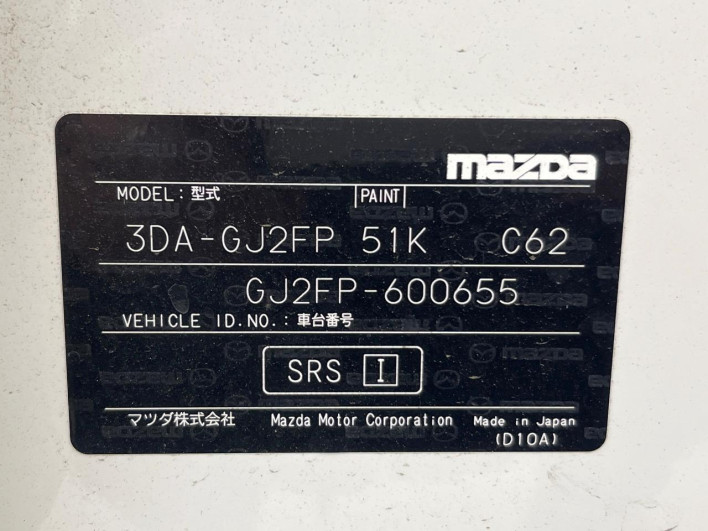 mazda
MODEL：型式 PAINT
3DA-GJ2FP 51K C62
GJ2FP-600655
VEHICLE ID.NO.：車台番号
SRS I
マツダ株式会社 Mazda Motor Corporation Made in Japan
(D10A)